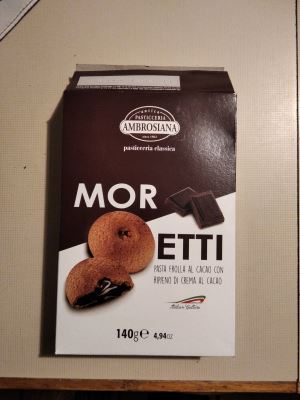 antica
PASTICCERIA
AMBROSIANA
pasticceria classica
MOR
ETTI
PASTA FROLLA AL CACAO CON
RIPIENO DI CREMA AL CACAO
140g℮ 4,94OZ